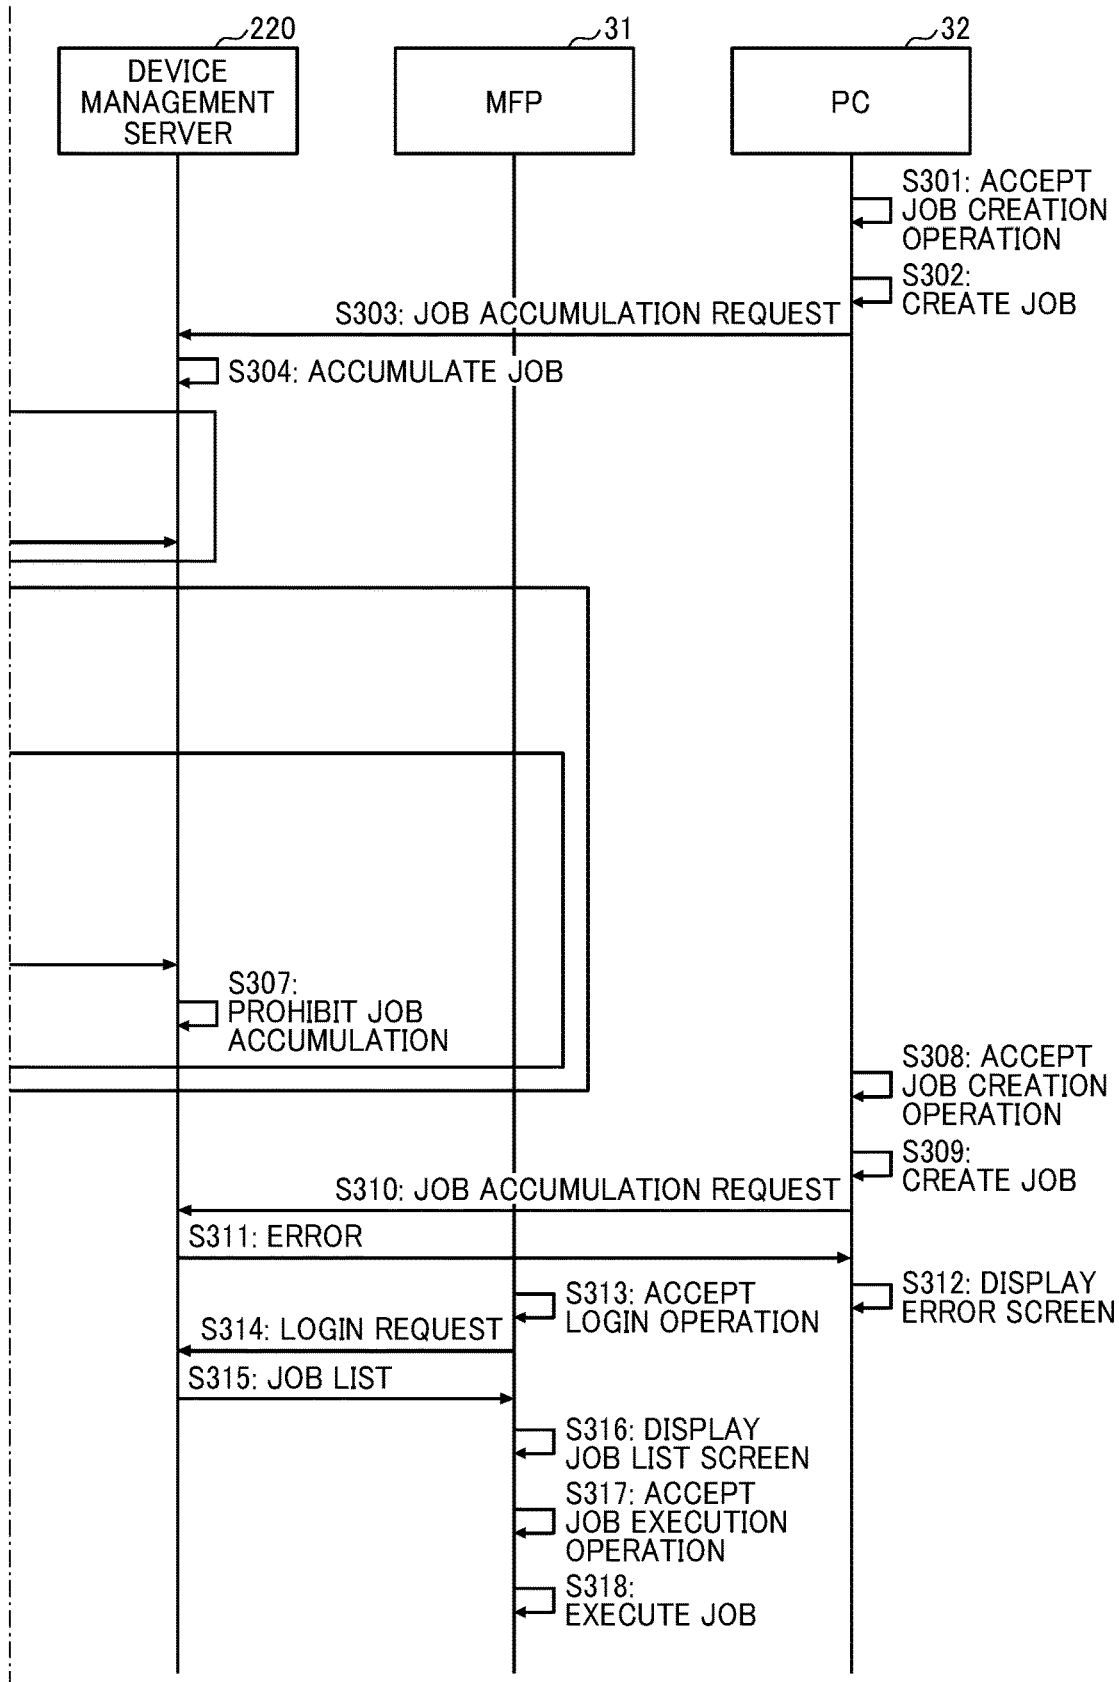 220
31
32
DEVICE
MANAGEMENT
SERVER
MFP
PC
S301: ACCEPT
JOB CREATION
OPERATION
S302:
CREATE JOB
S303: JOB ACCUMULATION REQUEST
S304: ACCUMULATE JOB
S307:
PROHIBIT JOB
ACCUMULATION
S308: ACCEPT
JOB CREATION
OPERATION
S309:
CREATE JOB
S310: JOB ACCUMULATION REQUEST
S311: ERROR
S312: DISPLAY
ERROR SCREEN
S313: ACCEPT
LOGIN OPERATION
S314: LOGIN REQUEST
S315: JOB LIST
S316: DISPLAY
JOB LIST SCREEN
S317: ACCEPT
JOB EXECUTION
OPERATION
S318:
EXECUTE JOB